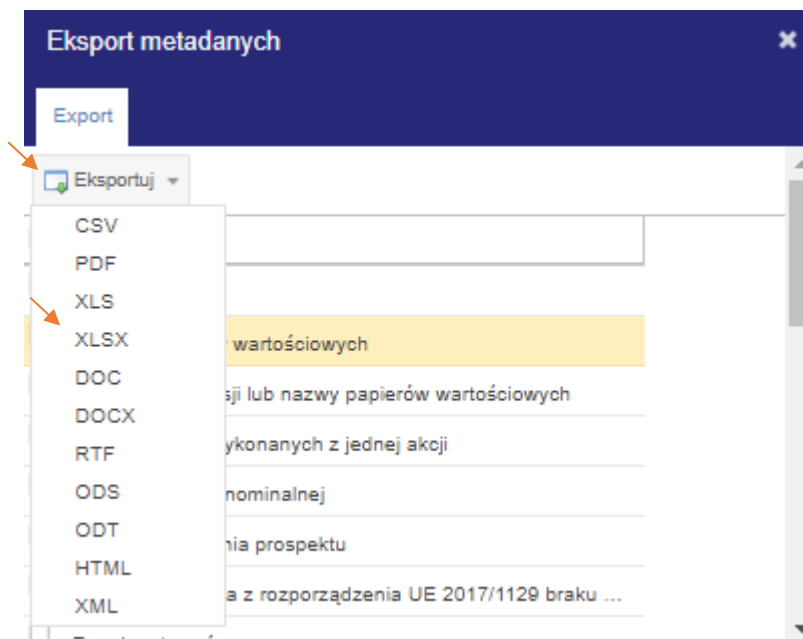 Eksport metadanych
Export
Eksportuj
CSV
PDF
XLS
XLSX
wartościowych
DOC
sji lub nazwy papierów wartościowych
DOCX
ykonanych z jednej akcji
RTF
ODS
nominalnej
ODT
nia prospektu
HTML
a z rozporządzenia UE 2017/1129 braku ...
XML